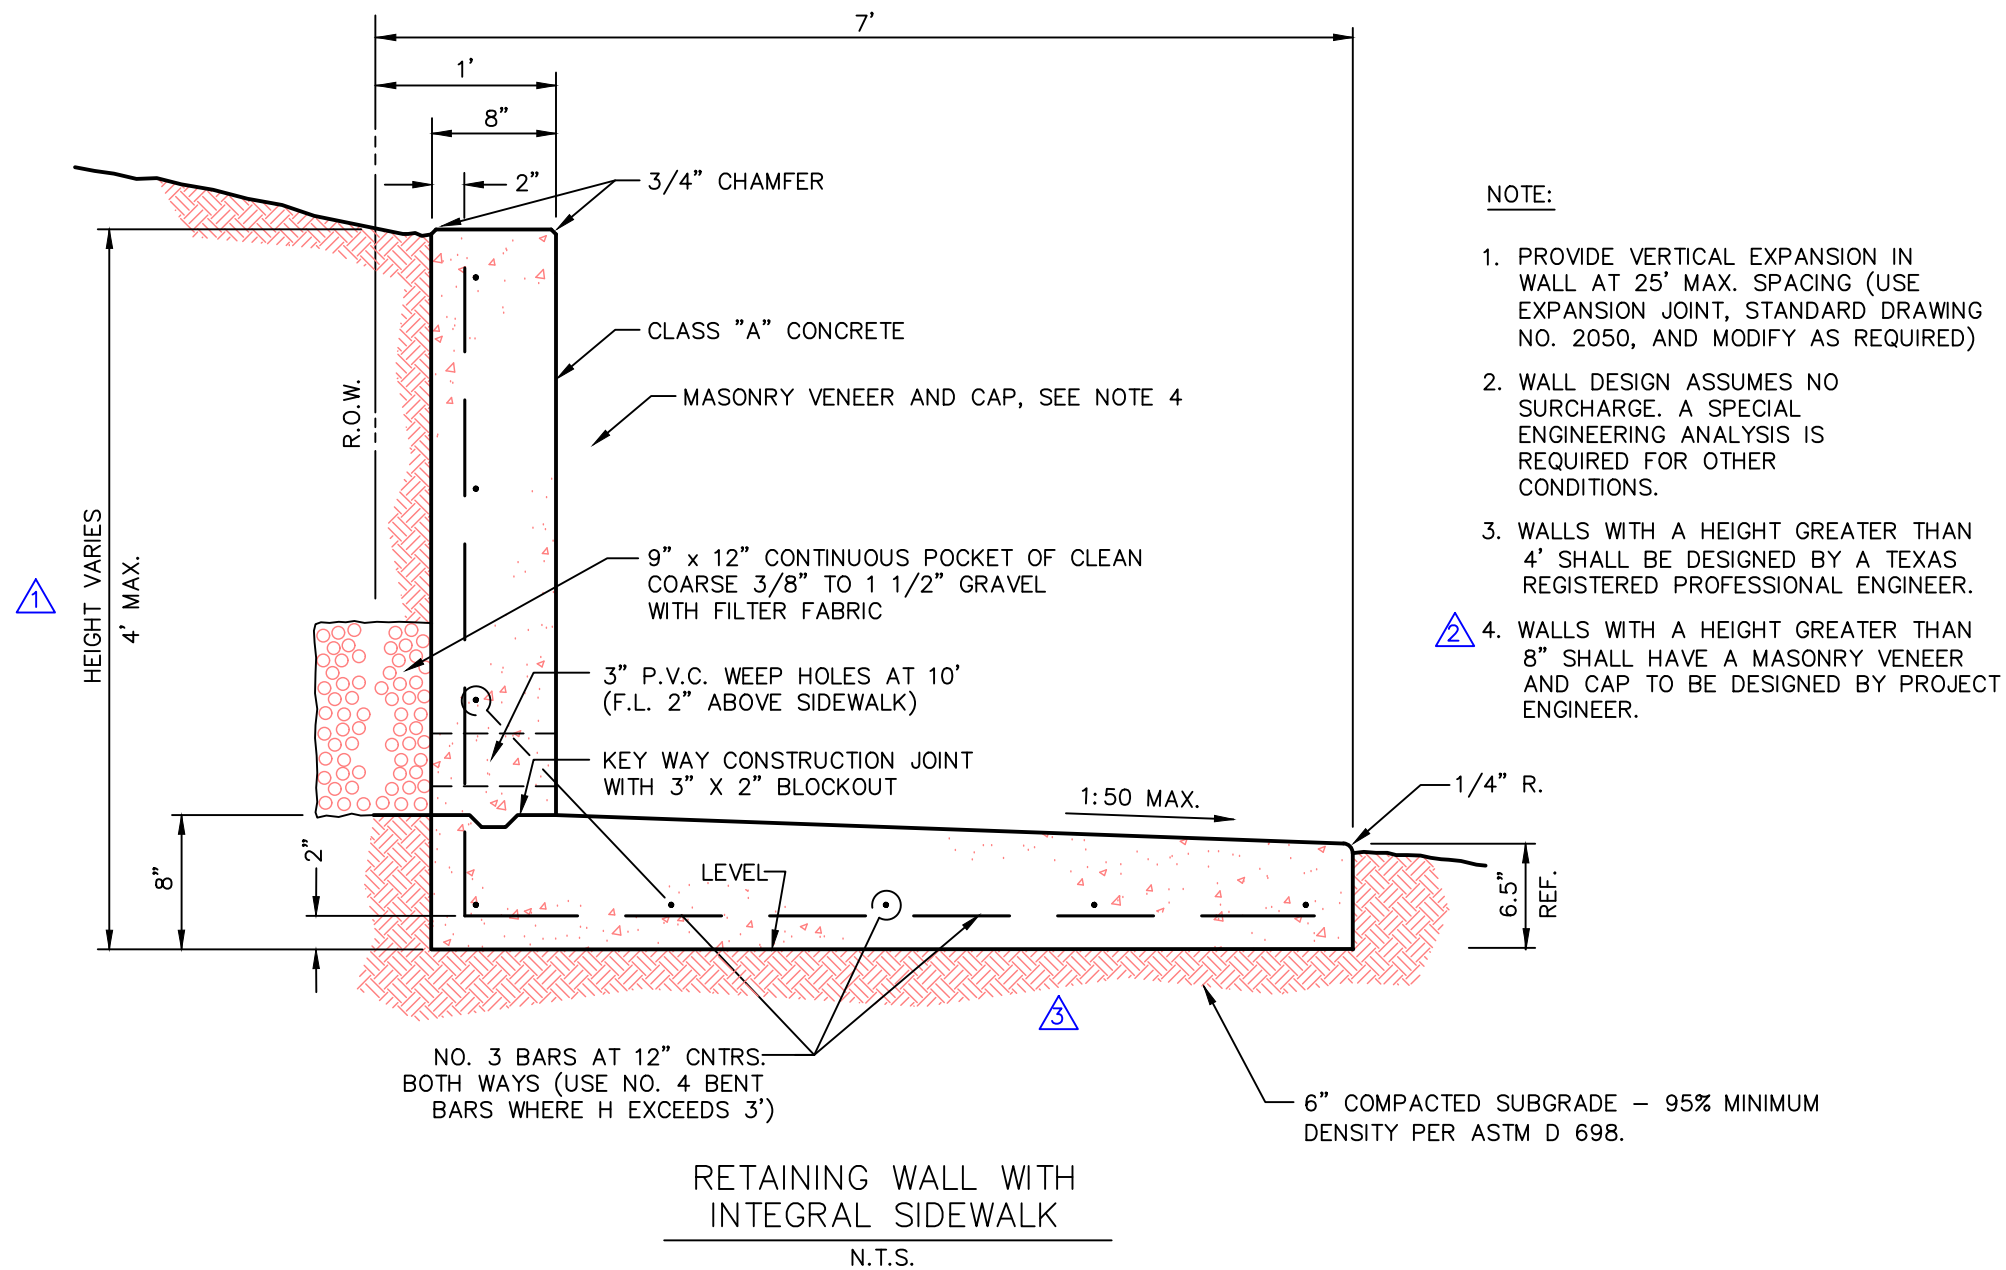 7'
1'
8"
2"
3/4" CHAMFER
CLASS "A" CONCRETE
MASONRY VENEER AND CAP, SEE NOTE 4
R.O.W.
HEIGHT VARIES
4' MAX.
1
9" x 12" CONTINUOUS POCKET OF CLEAN
COARSE 3/8" TO 1 1/2" GRAVEL
WITH FILTER FABRIC
3" P.V.C. WEEP HOLES AT 10'
(F.L. 2" ABOVE SIDEWALK)
KEY WAY CONSTRUCTION JOINT
WITH 3" X 2" BLOCKOUT
1:50 MAX.
1/4" R.
8"
2"
LEVEL
6.5"
REF.
3
NO. 3 BARS AT 12" CNTRS.
BOTH WAYS (USE NO. 4 BENT
BARS WHERE H EXCEEDS 3')
6" COMPACTED SUBGRADE – 95% MINIMUM
DENSITY PER ASTM D 698.
NOTE:
1. PROVIDE VERTICAL EXPANSION IN
WALL AT 25' MAX. SPACING (USE
EXPANSION JOINT, STANDARD DRAWING
NO. 2050, AND MODIFY AS REQUIRED)
2. WALL DESIGN ASSUMES NO
SURCHARGE. A SPECIAL
ENGINEERING ANALYSIS IS
REQUIRED FOR OTHER
CONDITIONS.
3. WALLS WITH A HEIGHT GREATER THAN
4' SHALL BE DESIGNED BY A TEXAS
REGISTERED PROFESSIONAL ENGINEER.
2
4. WALLS WITH A HEIGHT GREATER THAN
8" SHALL HAVE A MASONRY VENEER
AND CAP TO BE DESIGNED BY PROJECT
ENGINEER.
RETAINING WALL WITH
INTEGRAL SIDEWALK
N.T.S.